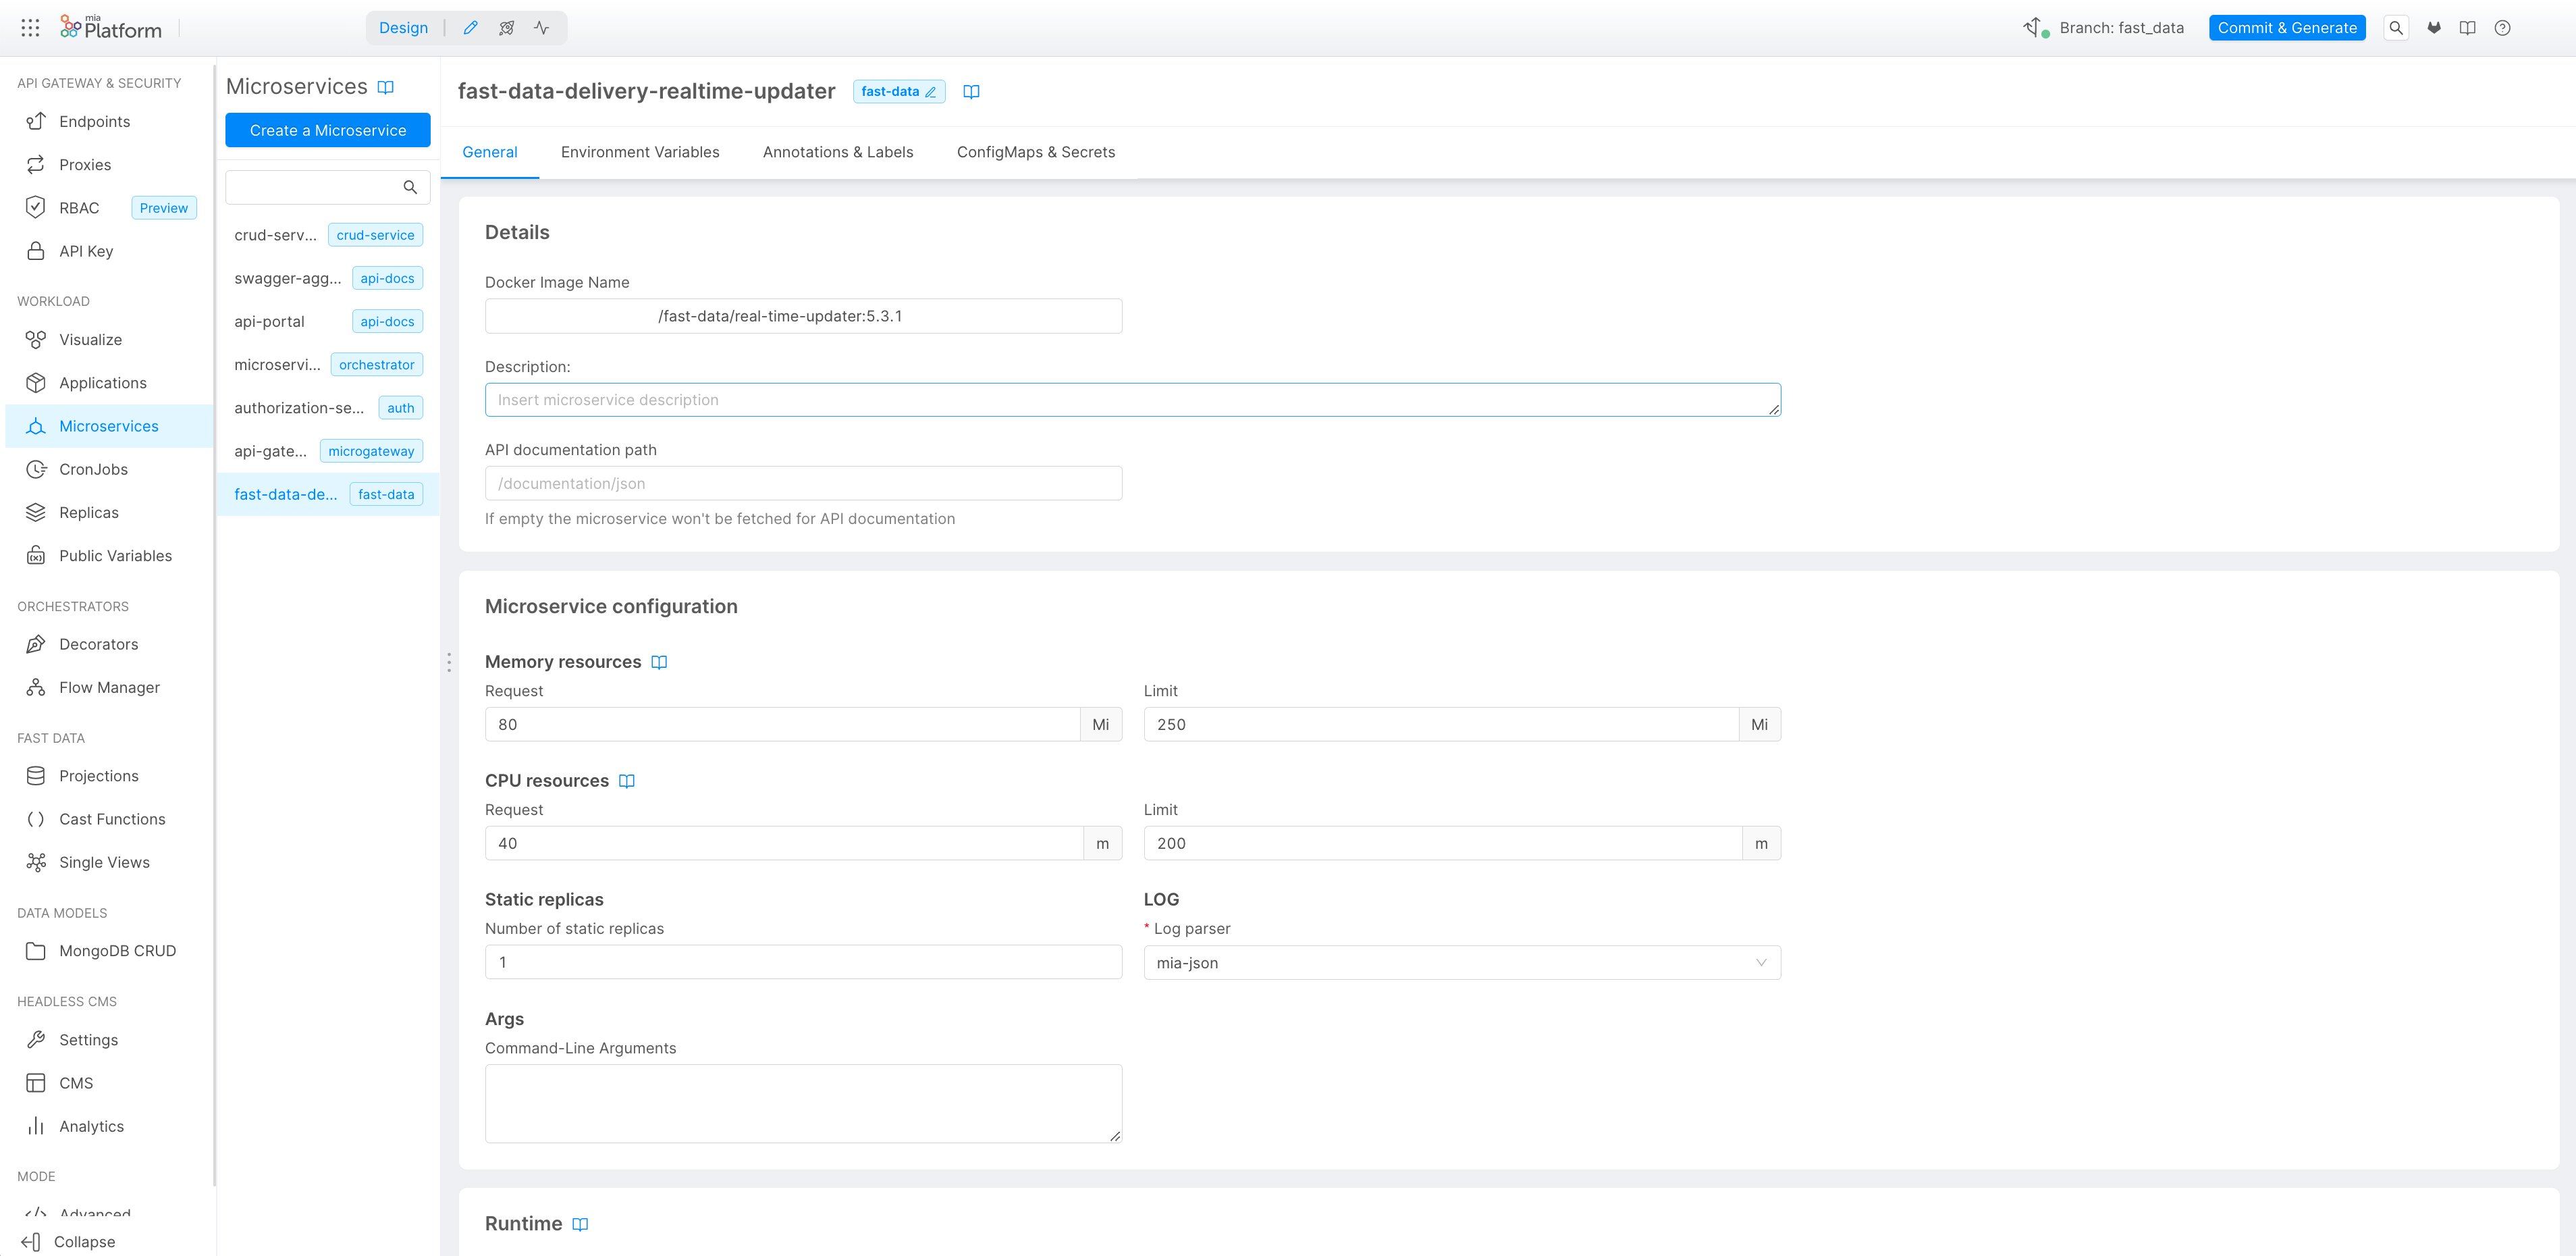 mia
Platform
Design
Branch: fast_data
Commit & Generate
API GATEWAY & SECURITY
Endpoints
Proxies
RBAC
Preview
API Key
WORKLOAD
Visualize
Applications
Microservices
CronJobs
Replicas
Public Variables
ORCHESTRATORS
Decorators
Flow Manager
FAST DATA
Projections
Cast Functions
Single Views
DATA MODELS
MongoDB CRUD
HEADLESS CMS
Settings
CMS
Analytics
MODE
Advanced
Collapse
Microservices
Create a Microservice
crud-serv... crud-service
swagger-agg... api-docs
api-portal api-docs
microservi... orchestrator
authorization-se... auth
api-gate... microgateway
fast-data-de... fast-data
fast-data-delivery-realtime-updater fast-data
General Environment Variables Annotations & Labels ConfigMaps & Secrets
Details
Docker Image Name
/fast-data/real-time-updater:5.3.1
Description:
Insert microservice description
API documentation path
/documentation/json
If empty the microservice won't be fetched for API documentation
Microservice configuration
Memory resources
Request Limit
80 Mi 250 Mi
CPU resources
Request Limit
40 m 200 m
Static replicas LOG
Number of static replicas * Log parser
1 mia-json
Args
Command-Line Arguments
Runtime